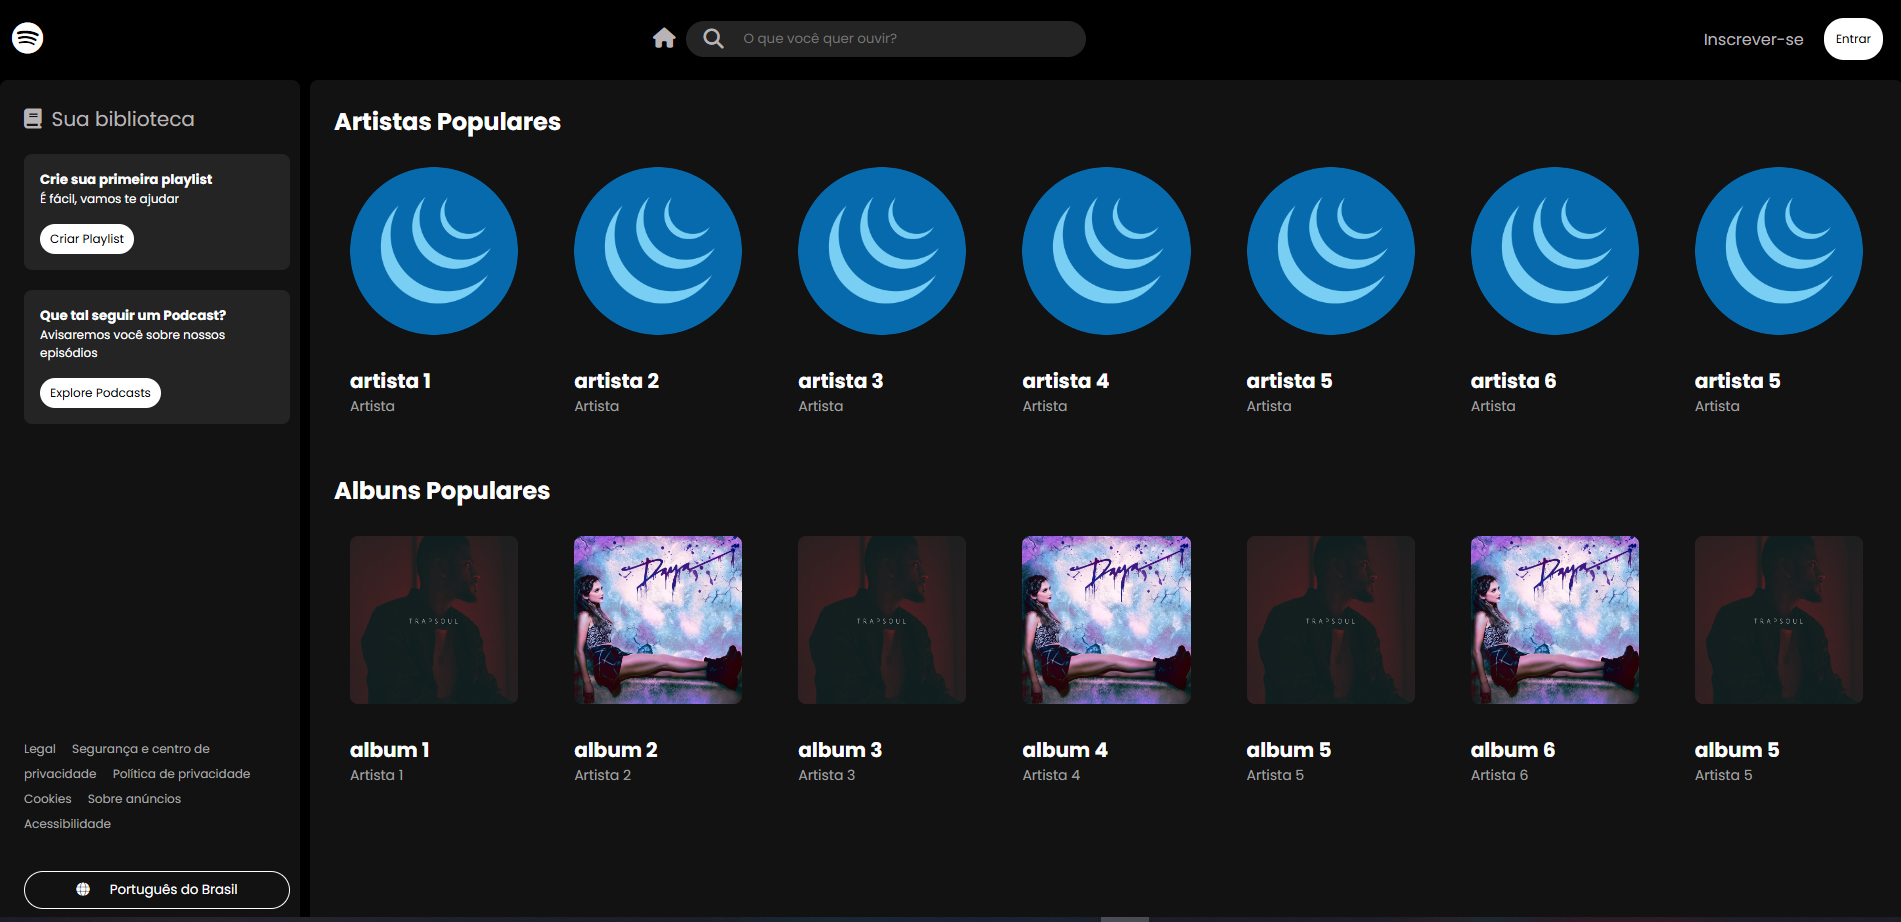 O que você quer ouvir?
Inscrever-se
Entrar
Sua biblioteca
Crie sua primeira playlist
É fácil, vamos te ajudar
Criar Playlist
Que tal seguir um Podcast?
Avisaremos você sobre nossos
episódios
Explore Podcasts
Legal Segurança e centro de
privacidade Política de privacidade
Cookies Sobre anúncios
Acessibilidade
Português do Brasil
Artistas Populares
artista 1 artista 2 artista 3 artista 4 artista 5 artista 6 artista 5
Artista Artista Artista Artista Artista Artista Artista
Albuns Populares
TRAPSOUL Daya TRAPSOUL Daya TRAPSOUL Daya TRAPSOUL
album 1 album 2 album 3 album 4 album 5 album 6 album 5
Artista 1 Artista 2 Artista 3 Artista 4 Artista 5 Artista 6 Artista 5